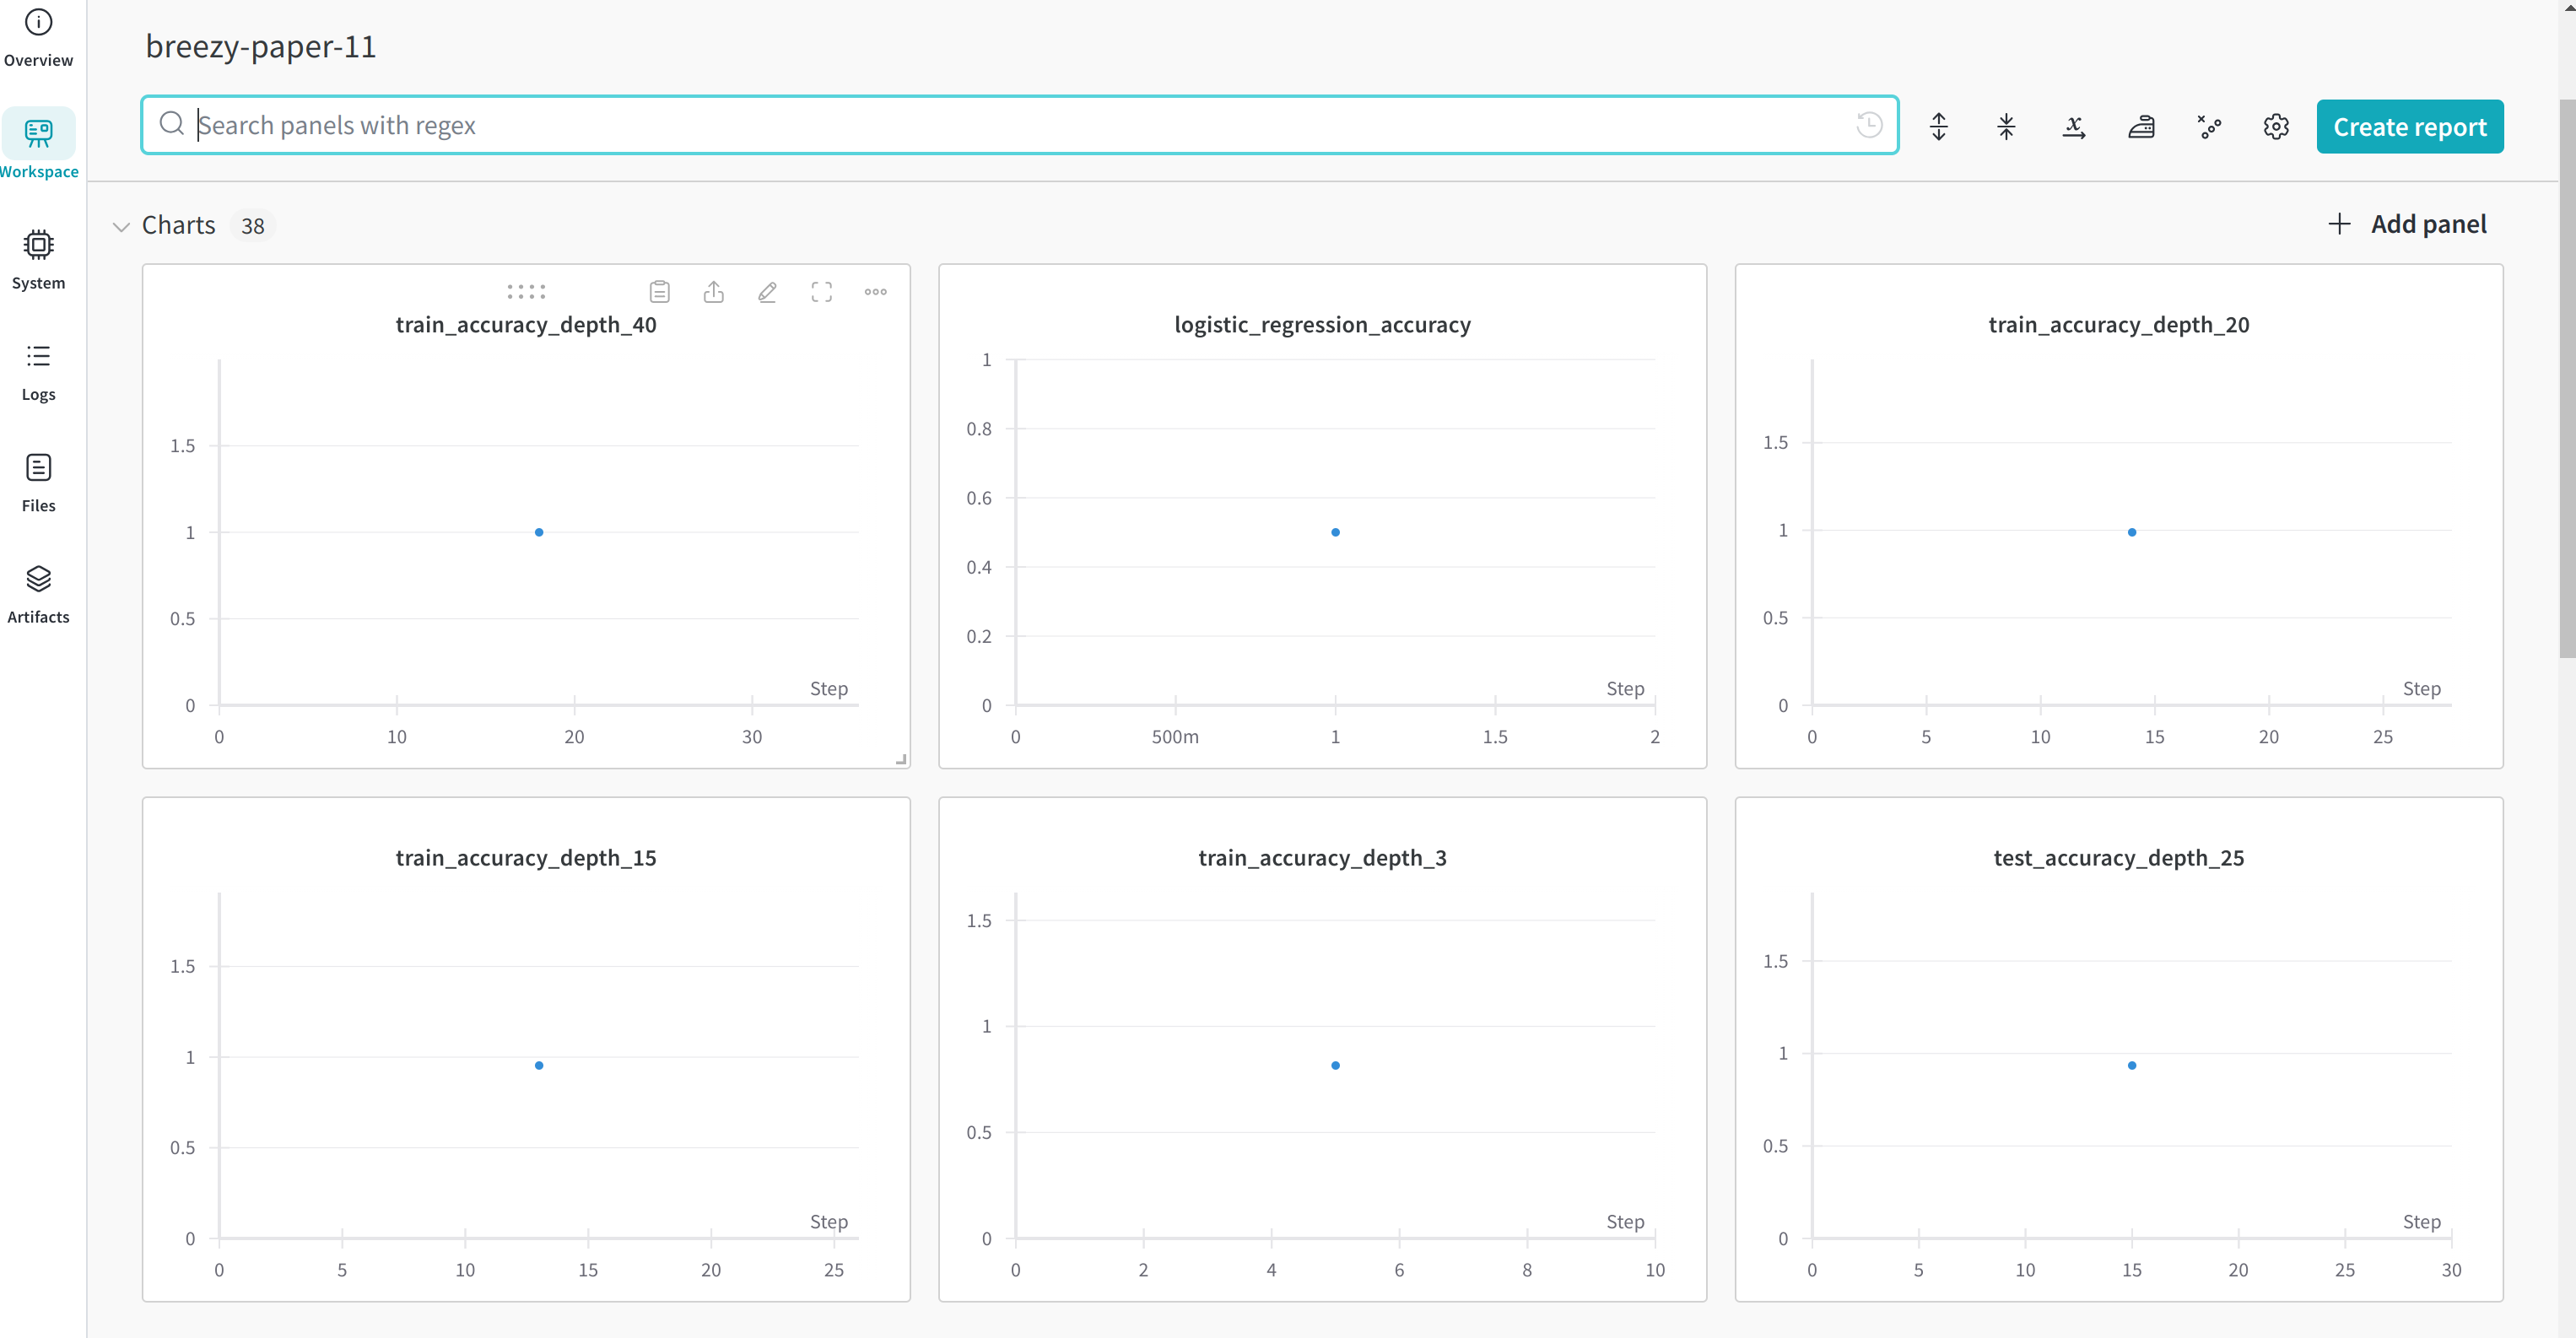 breezy-paper-11
Search panels with regex
Create report
Overview
Workspace
System
Logs
Files
Artifacts
Charts 38
Add panel
train_accuracy_depth_40
1.5
1
0.5
0
Step
0 10 20 30
logistic_regression_accuracy
1
0.8
0.6
0.4
0.2
0
Step
0 500m 1 1.5 2
train_accuracy_depth_20
1.5
1
0.5
0
Step
0 5 10 15 20 25
train_accuracy_depth_15
1.5
1
0.5
0
Step
0 5 10 15 20 25
train_accuracy_depth_3
1.5
1
0.5
0
Step
0 2 4 6 8 10
test_accuracy_depth_25
1.5
1
0.5
0
Step
0 5 10 15 20 25 30